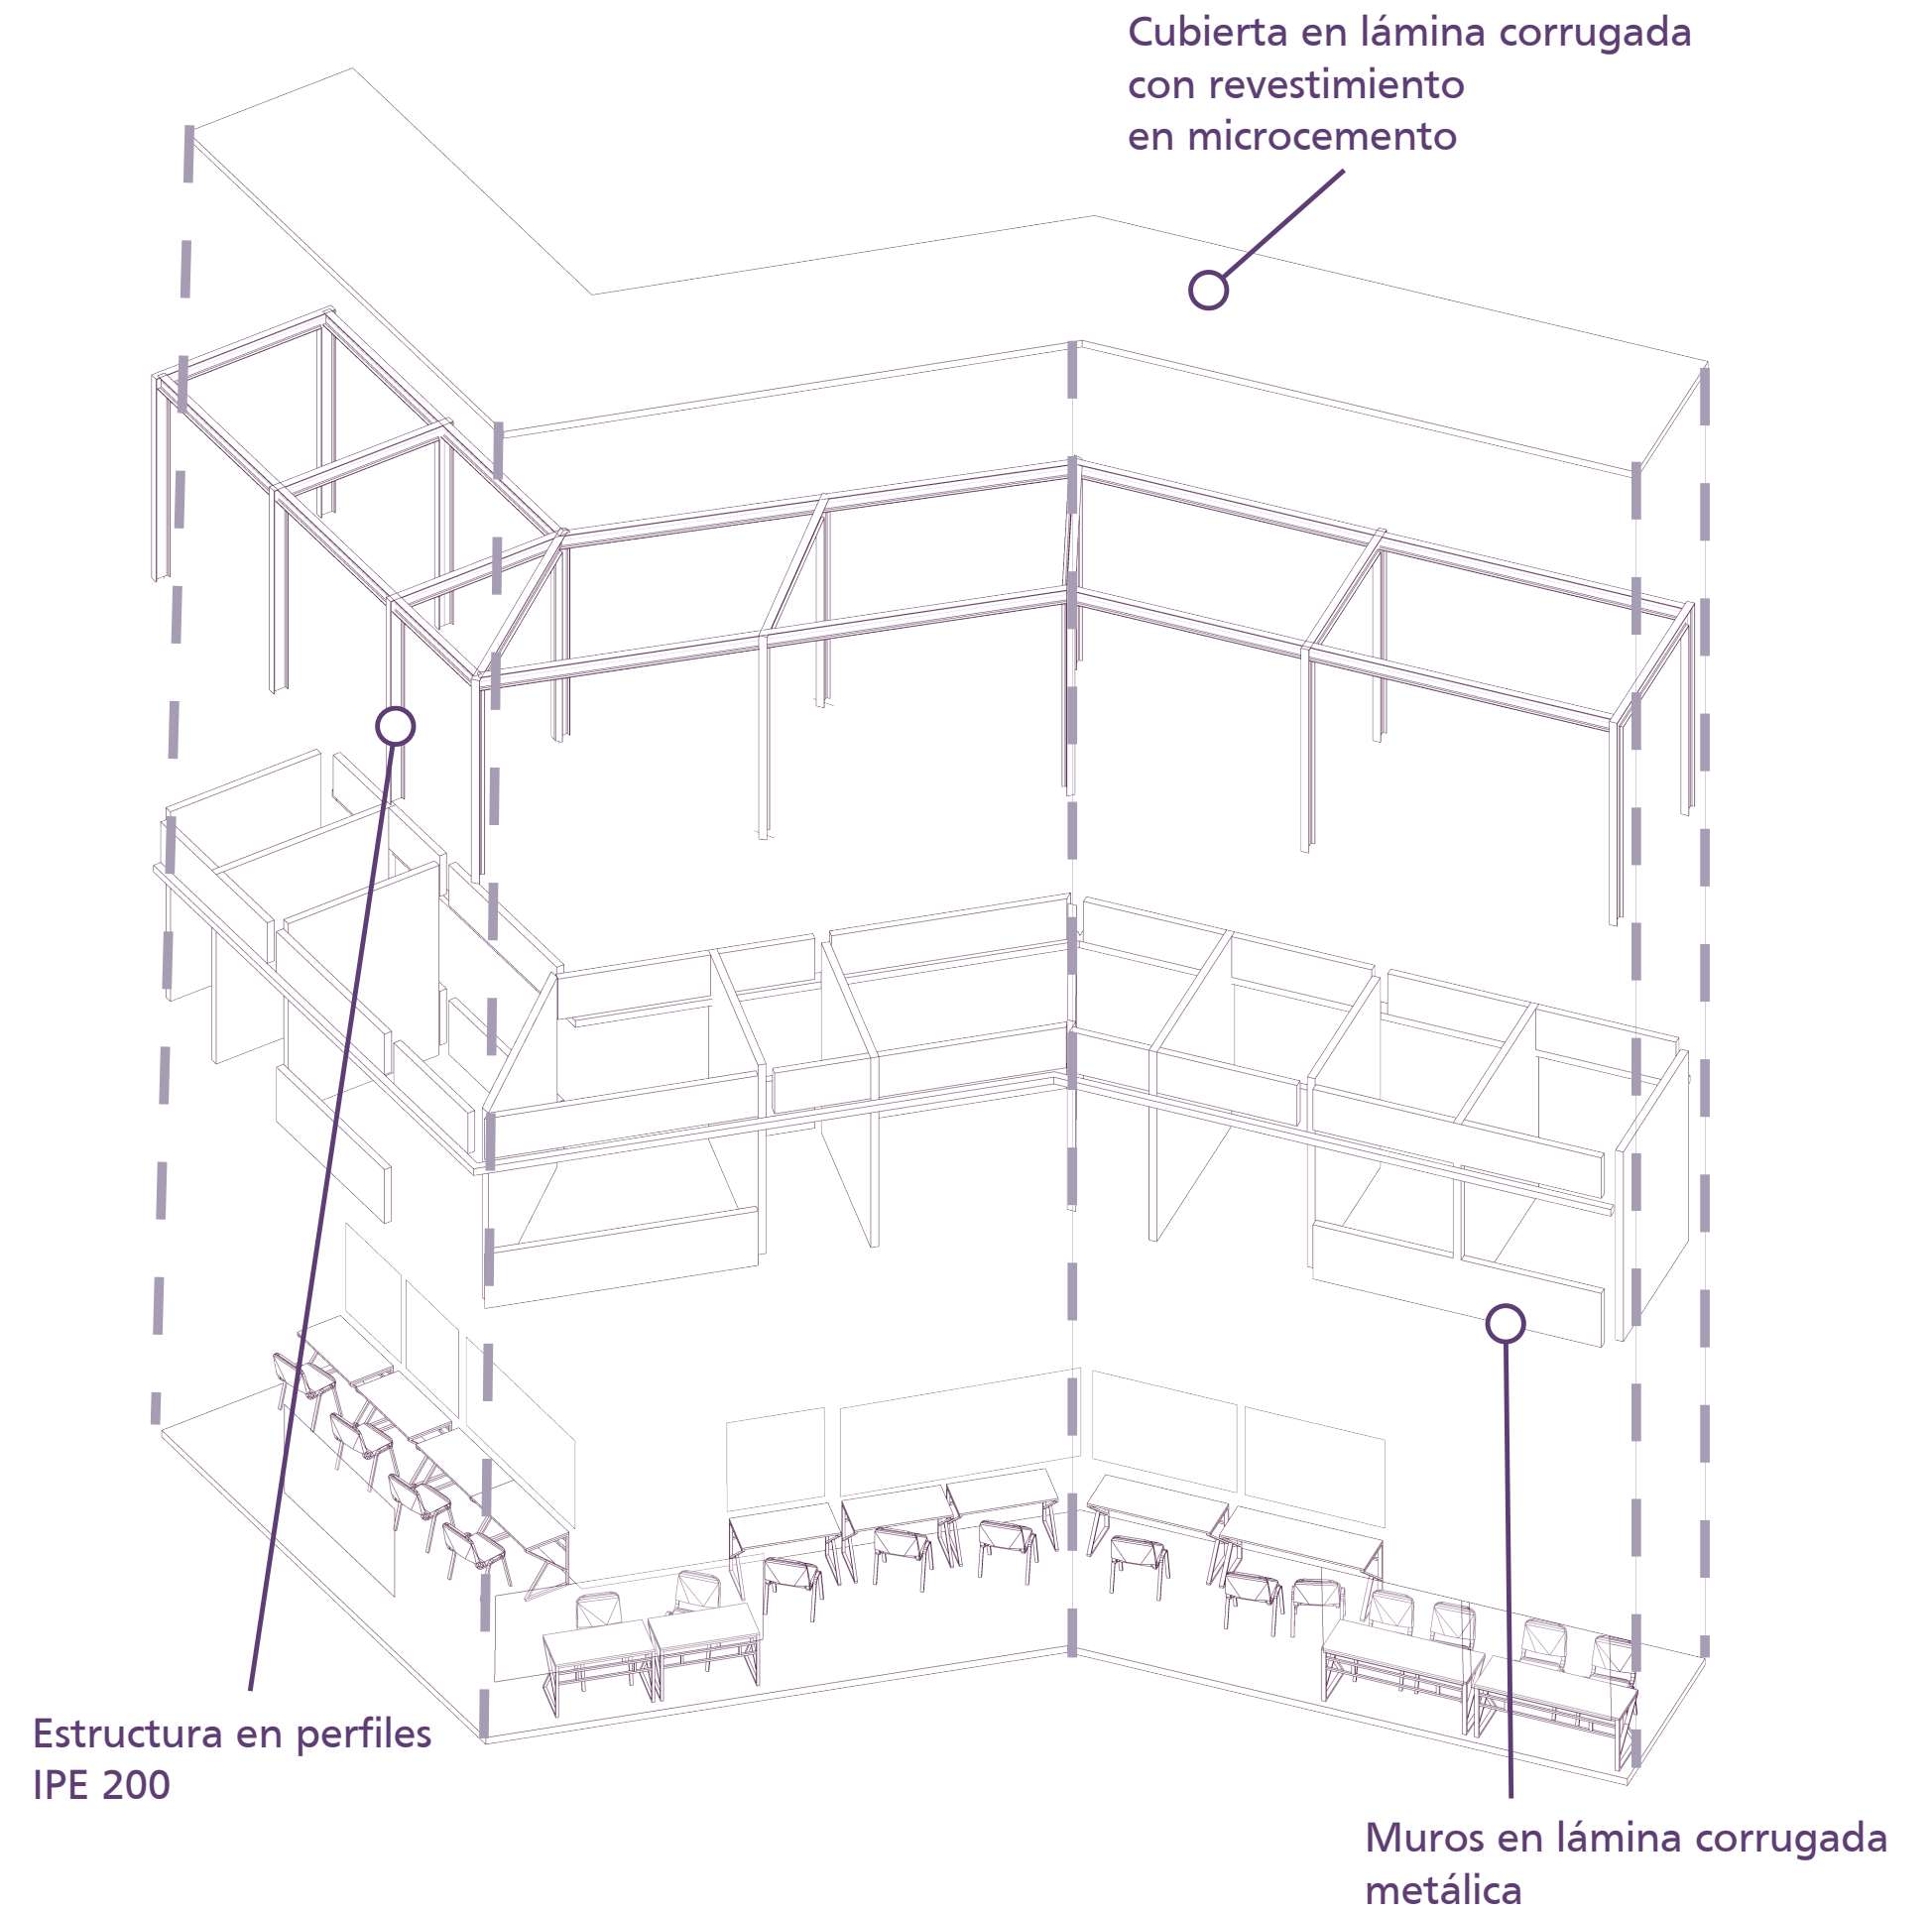 Cubierta en lámina corrugada
con revestimiento
en microcemento
Estructura en perfiles
IPE 200
Muros en lámina corrugada
metálica